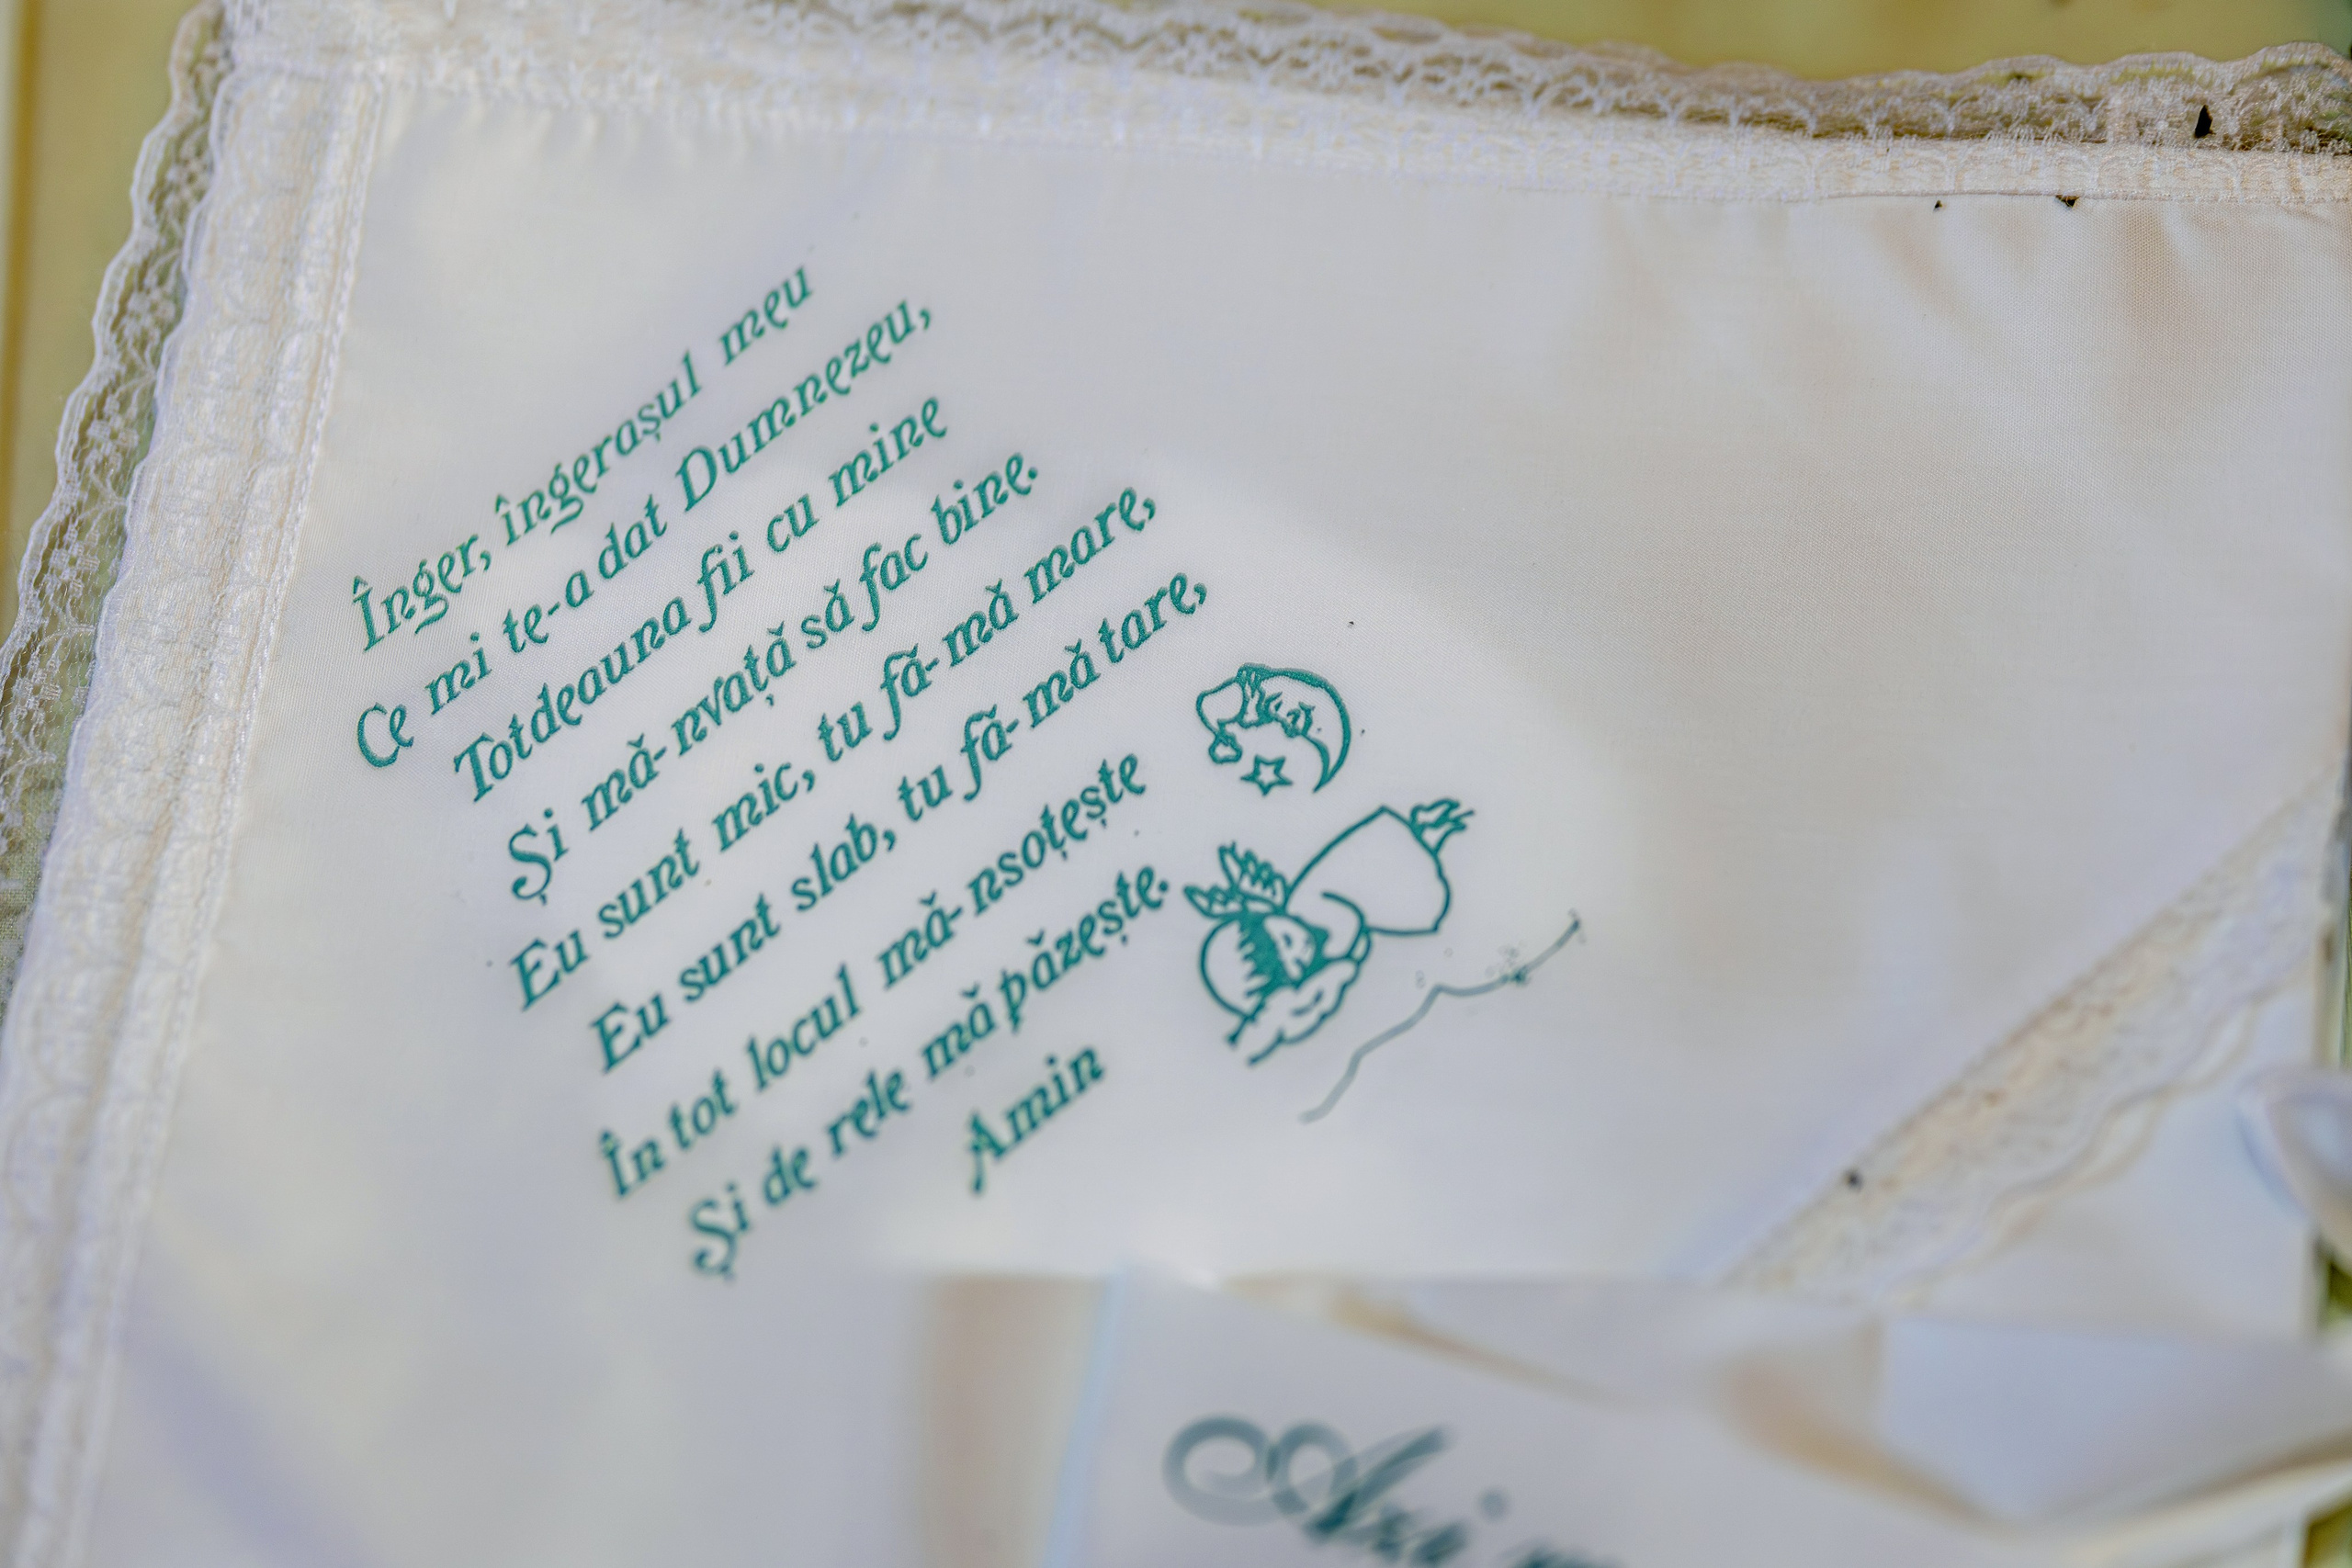 Înger, îngerașul meu
Ce mi te-a dat Dumnezeu,
Totdeauna fii cu mine
Și mă-nvață să fac bine.
Eu sunt mic, tu fă-mă mare,
Eu sunt slab, tu fă-mă tare,
În tot locul mă-nsoțește
Și de rele mă păzește.
Amin
Azi